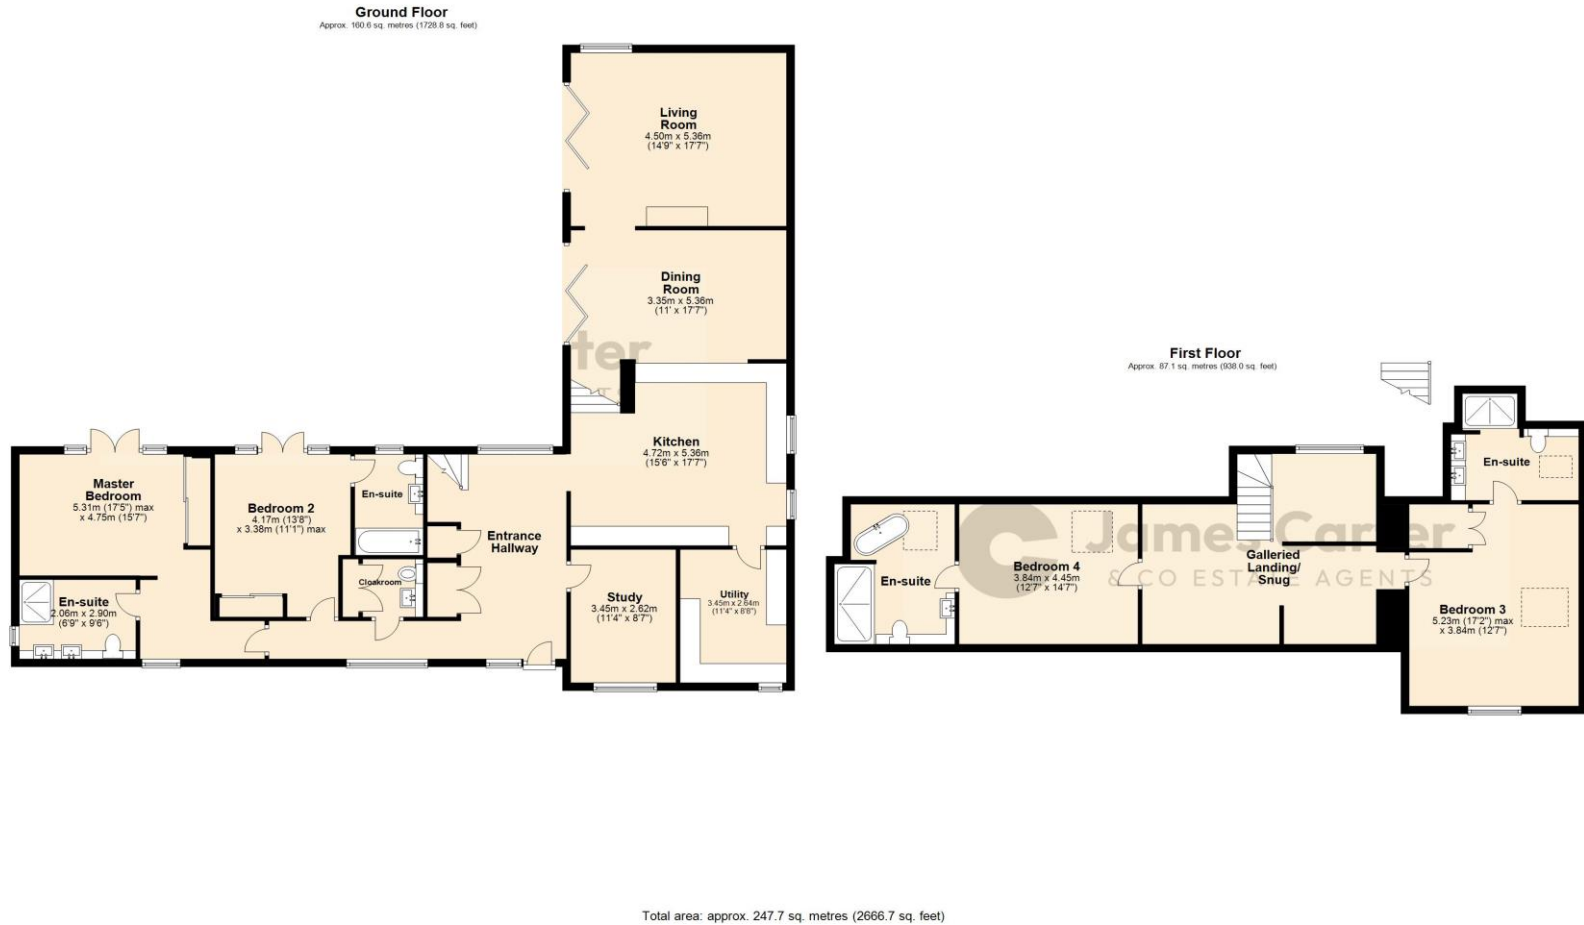 Ground Floor
Approx. 160.6 sq. metres (1728.8 sq. feet)
Living
Room
4.50m x 5.36m
(14'9" x 17'7")
Dining
Room
3.35m x 5.36m
(11' x 17'7")
Kitchen
4.72m x 5.36m
(15'6" x 17'7")
Master
Bedroom
5.31m (17'5") max
x 4.75m (15'7")
Bedroom 2
4.17m (13'8")
x 3.38m (11'1") max
En-suite
Entrance
Hallway
Cloakroom
En-suite
2.06m x 2.90m
(6'9" x 9'6")
Study
3.45m x 2.62m
(11'4" x 8'7")
Utility
3.45m x 2.64m
(11'4" x 8'8")
First Floor
Approx. 87.1 sq. metres (938.0 sq. feet)
En-suite
En-suite
Bedroom 4
3.84m x 4.45m
(12'7" x 14'7")
Galleried
Landing/
Snug
Bedroom 3
5.23m (17'2") max
x 3.84m (12'7")
James Carter
& CO ESTATE AGENTS
Total area: approx. 247.7 sq. metres (2666.7 sq. feet)